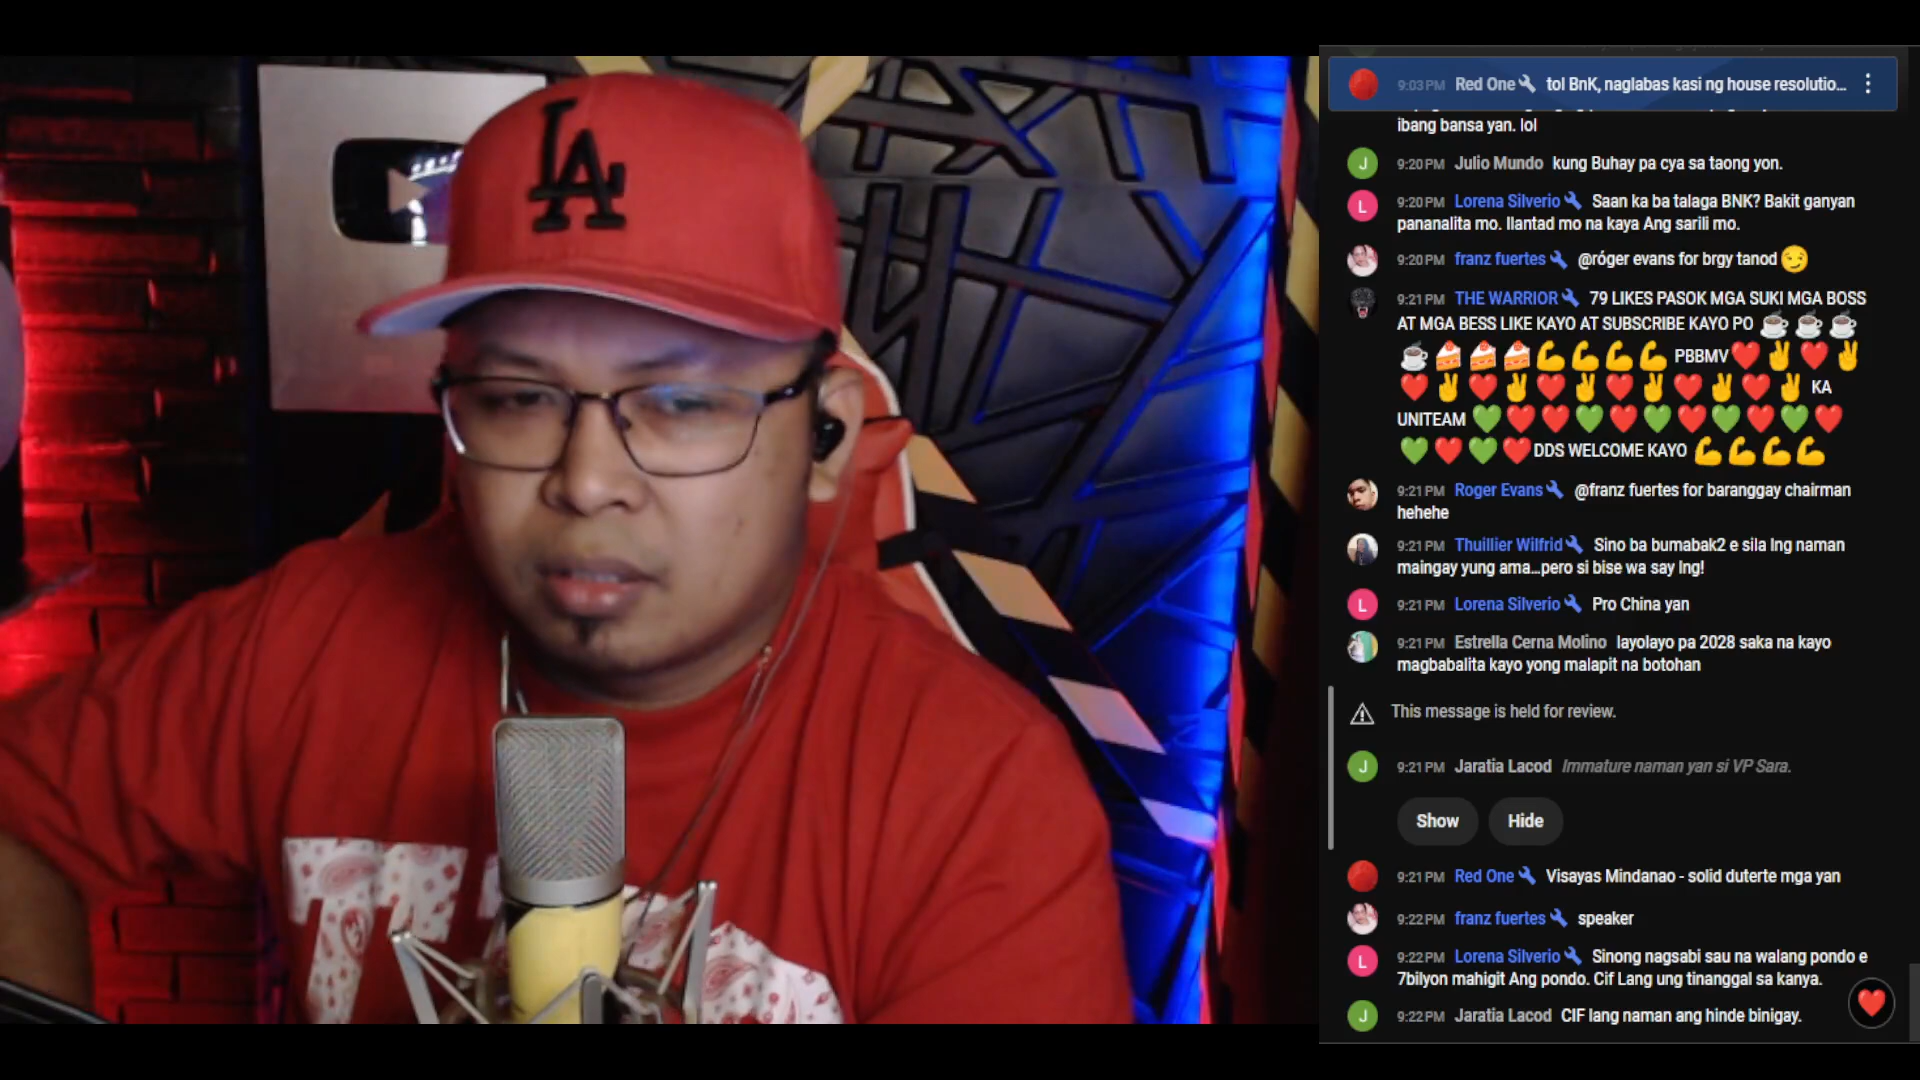 LA
9:03 PM Red One tol BnK, naglabas kasi ng house resolutio...
ibang bansa yan. lol
J 9:20 PM Julio Mundo kung Buhay pa cya sa taong yon.
L 9:20 PM Lorena Silverio Saan ka ba talaga BNK? Bakit ganyan
pananalita mo. Ilantad mo na kaya Ang sarili mo.
9:20 PM franz fuertes @róger evans for brgy tanod 😏
9:21 PM THE WARRIOR 79 LIKES PASOK MGA SUKI MGA BOSS
AT MGA BESS LIKE KAYO AT SUBSCRIBE KAYO PO ☕☕☕
☕🍰🍰🍰💪💪💪💪 PBBMV❤️✌️❤️✌️
❤️✌️❤️✌️❤️✌️❤️✌️❤️✌️❤️✌️ KA
UNITEAM 💚❤️❤️💚❤️💚❤️💚❤️💚❤️
💚❤️💚❤️DDS WELCOME KAYO 💪💪💪💪
9:21 PM Roger Evans @franz fuertes for baranggay chairman
hehehe
9:21 PM Thuillier Wilfrid Sino ba bumabak2 e sila lng naman
maingay yung ama...pero si bise wa say lng!
L 9:21 PM Lorena Silverio Pro China yan
9:21 PM Estrella Cerna Molino layolayo pa 2028 saka na kayo
magbabalita kayo yong malapit na botohan
This message is held for review.
J 9:21 PM Jaratia Lacod Immature naman yan si VP Sara.
Show Hide
9:21 PM Red One Visayas Mindanao - solid duterte mga yan
9:22 PM franz fuertes speaker
L 9:22 PM Lorena Silverio Sinong nagsabi sau na walang pondo e
7bilyon mahigit Ang pondo. Cif Lang ung tinanggal sa kanya.
J 9:22 PM Jaratia Lacod CIF lang naman ang hinde binigay.